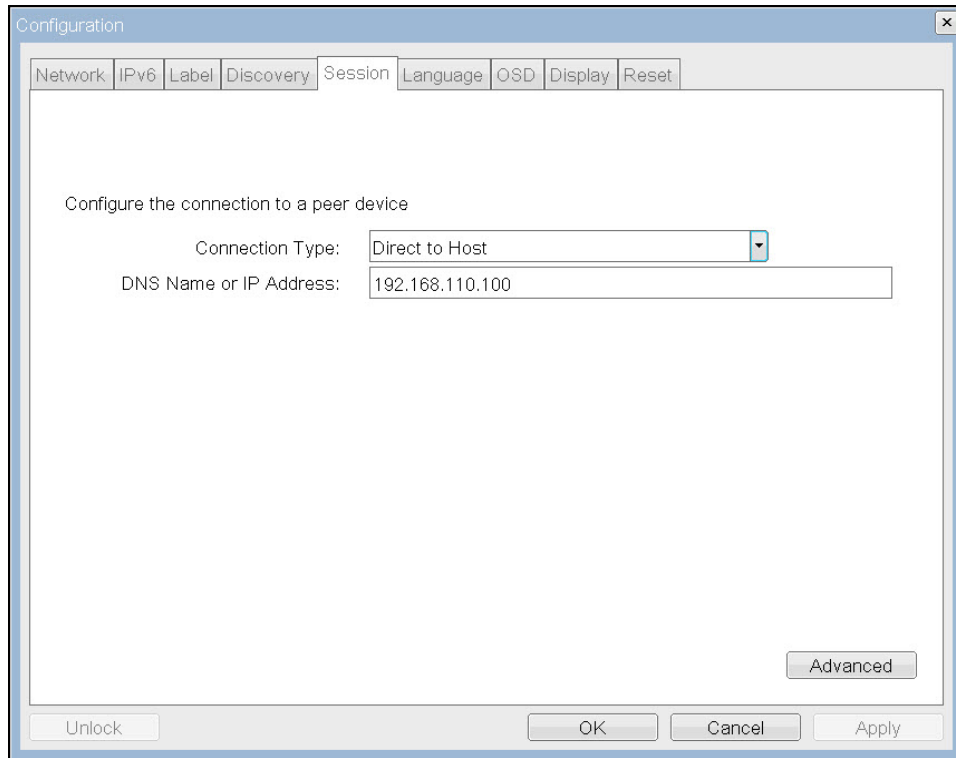 Configuration
Network IPv6 Label Discovery Session Language OSD Display Reset
Configure the connection to a peer device
Connection Type: Direct to Host
DNS Name or IP Address: 192.168.110.100
Advanced
Unlock OK Cancel Apply